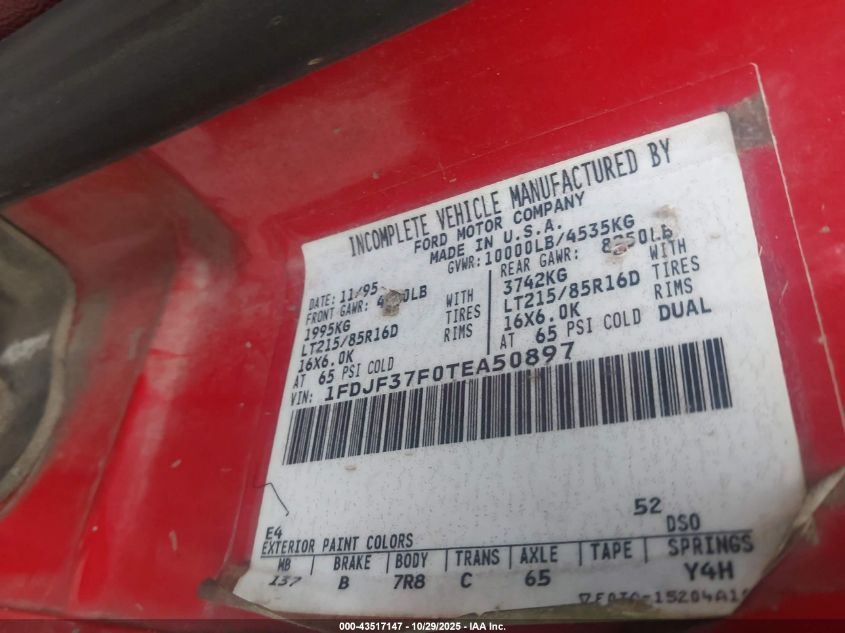 INCOMPLETE VEHICLE MANUFACTURED BY
FORD MOTOR COMPANY
MADE IN U.S.A.
GVWR:10000LB/4535KG
DATE: 11/95
FRONT GAWR: WITH
1995KG TIRES
LT215/85R16D RIMS
16X6.0K
AT 65 PSI COLD
REAR GAWR: WITH
3742KG TIRES
LT215/85R16D RIMS
16X6.0K DUAL
AT 65 PSI COLD
VIN: 1FDJF37F0TEA50897
E4 52
EXTERIOR PAINT COLORS DSO
WB BRAKE BODY TRANS AXLE TAPE SPRINGS
137 B 7R8 C 65 Y4H
000-43517147 - 10/29/2025 - IAA Inc.